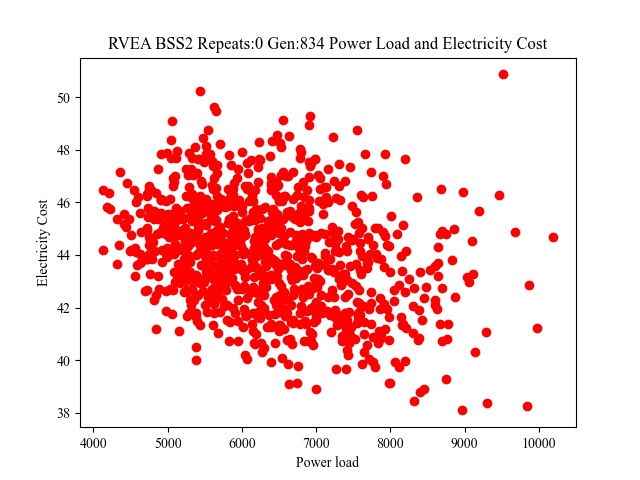 RVEA BSS2 Repeats:0 Gen:834 Power Load and Electricity Cost
Electricity Cost
50
48
46
44
42
40
38
4000 5000 6000 7000 8000 9000 10000
Power load